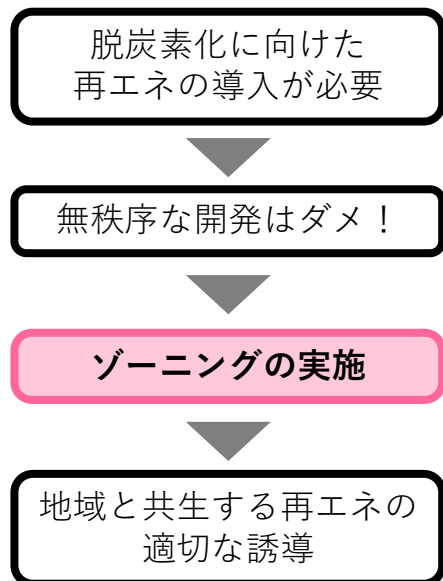 脱炭素化に向けた
再エネの導入が必要
無秩序な開発はダメ！
ゾーニングの実施
地域と共生する再エネの
適切な誘導